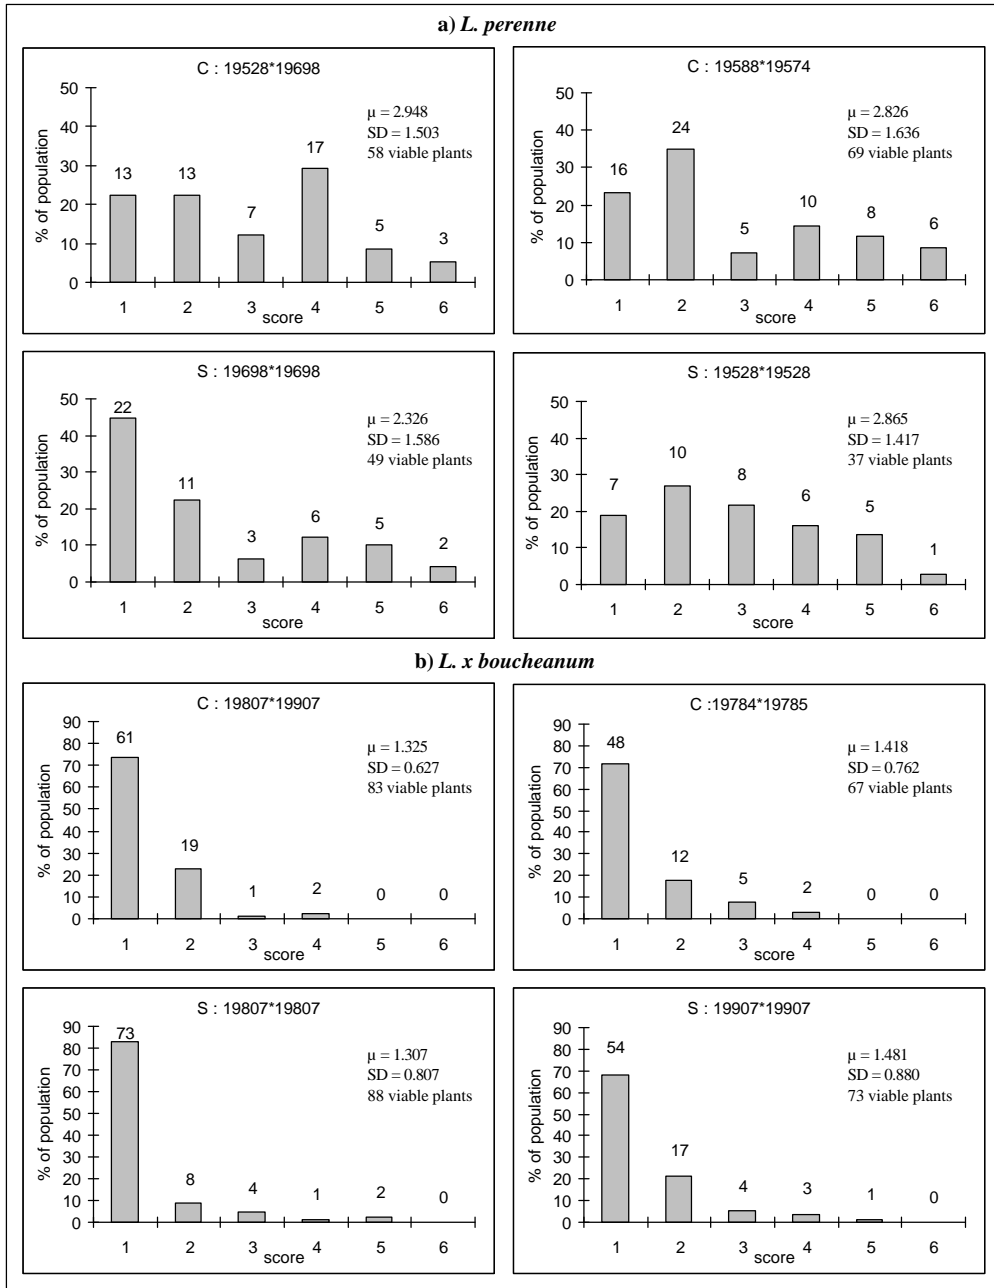 a) L. perenne
C : 19528*19698
µ = 2.948
SD = 1.503
58 viable plants
% of population
50
40
30
20
10
0
13
13
7
17
5
3
1 2 3 4 5 6
score
C : 19588*19574
µ = 2.826
SD = 1.636
69 viable plants
% of population
50
40
30
20
10
0
16
24
5
10
8
6
1 2 3 4 5 6
score
S : 19698*19698
µ = 2.326
SD = 1.586
49 viable plants
% of population
50
40
30
20
10
0
22
11
3
6
5
2
1 2 3 4 5 6
score
S : 19528*19528
µ = 2.865
SD = 1.417
37 viable plants
% of population
50
40
30
20
10
0
7
10
8
6
5
1
1 2 3 4 5 6
score
b) L. x boucheanum
C : 19807*19907
µ = 1.325
SD = 0.627
83 viable plants
% of population
90
80
70
60
50
40
30
20
10
0
61
19
1
2
0
0
1 2 3 4 5 6
score
C :19784*19785
µ = 1.418
SD = 0.762
67 viable plants
% of population
90
80
70
60
50
40
30
20
10
0
48
12
5
2
0
0
1 2 3 4 5 6
score
S : 19807*19807
µ = 1.307
SD = 0.807
88 viable plants
% of population
90
80
70
60
50
40
30
20
10
0
73
8
4
1
2
0
1 2 3 4 5 6
score
S : 19907*19907
µ = 1.481
SD = 0.880
73 viable plants
% of population
90
80
70
60
50
40
30
20
10
0
54
17
4
3
1
0
1 2 3 4 5 6
score